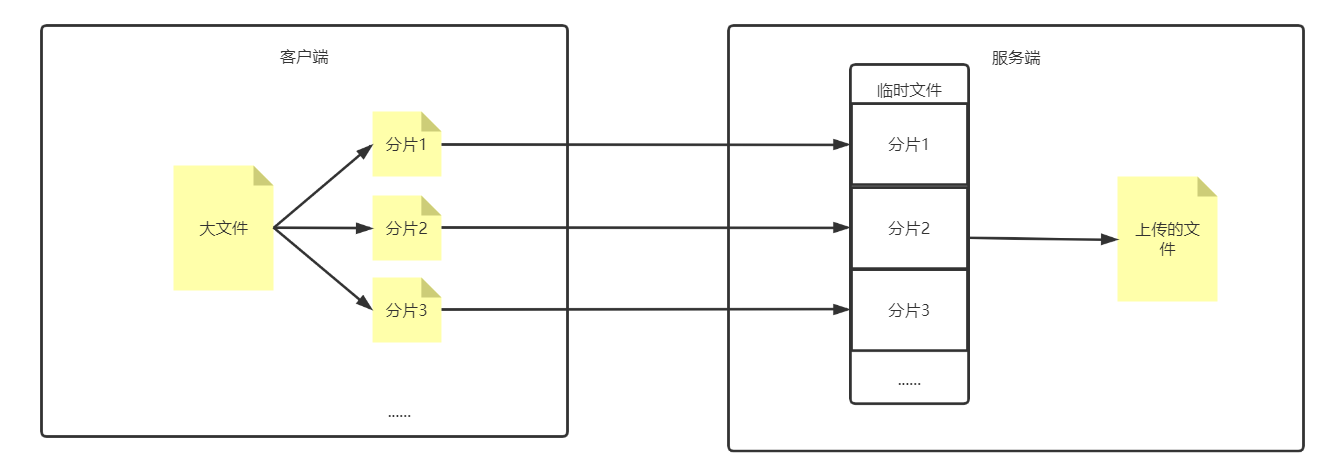 客户端
大文件
分片1
分片2
分片3
......
服务端
临时文件
分片1
分片2
分片3
......
上传的文
件